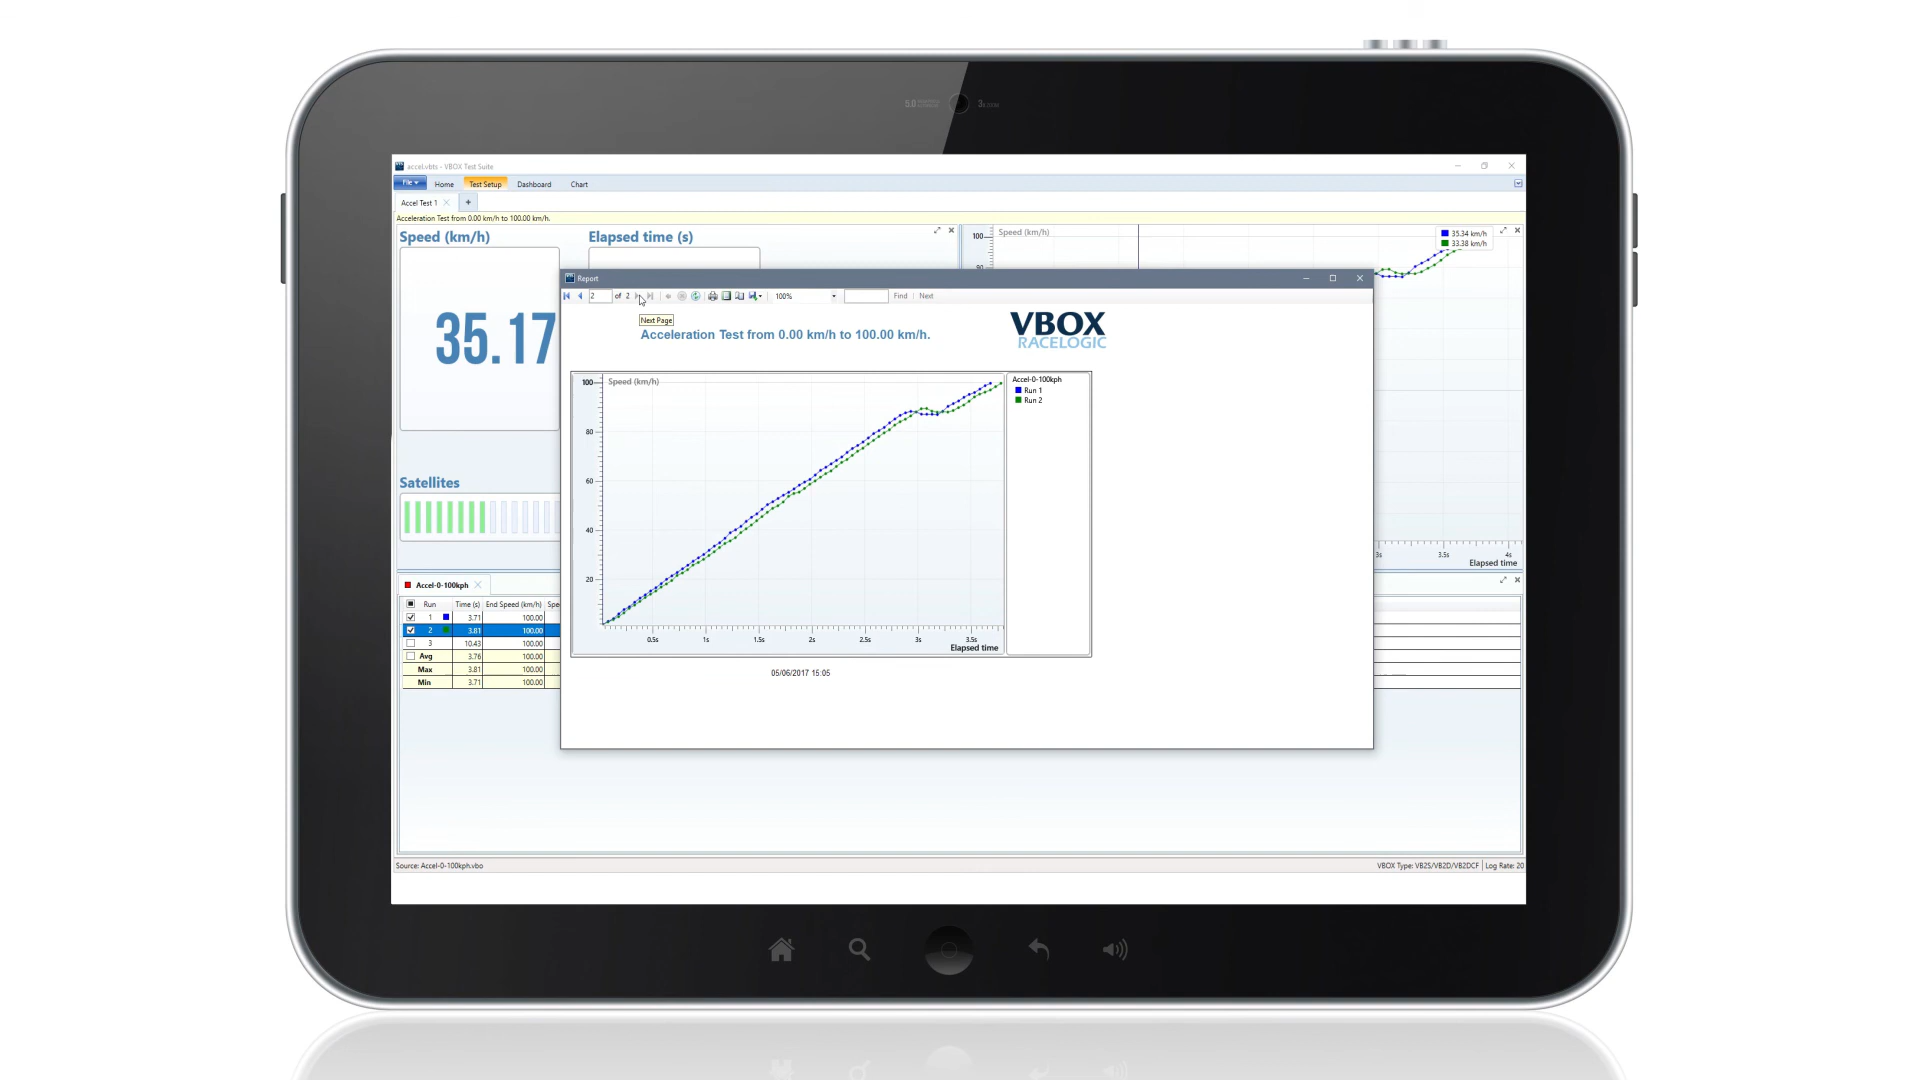 5.0
accel.vbts - VBOX Test Suite
File Home Test Setup Dashboard Chart
Accel Test 1
Acceleration Test from 0.00 km/h to 100.00 km/h.
Speed (km/h)
35.17
Elapsed time (s)
Satellites
100
90
Speed (km/h)
35.34 km/h
33.38 km/h
3s 3.5s 4s
Elapsed time
Report
2 of 2 100% Find Next
Next Page
Acceleration Test from 0.00 km/h to 100.00 km/h.
VBOX
RACELOGIC
Speed (km/h)
100
80
60
40
20
0.5s 1s 1.5s 2s 2.5s 3s 3.5s
Elapsed time
Accel-0-100kph
Run 1
Run 2
05/06/2017 15:05
Accel-0-100kph
Run Time (s) End Speed (km/h) Spe
1 3.71 100.00
2 3.81 100.00
3 10.43 100.00
Avg 3.76 100.00
Max 3.81 100.00
Min 3.71 100.00
Source: Accel-0-100kph.vbo
VBOX Type: VB2S/VB2D/VB2DCF Log Rate: 20